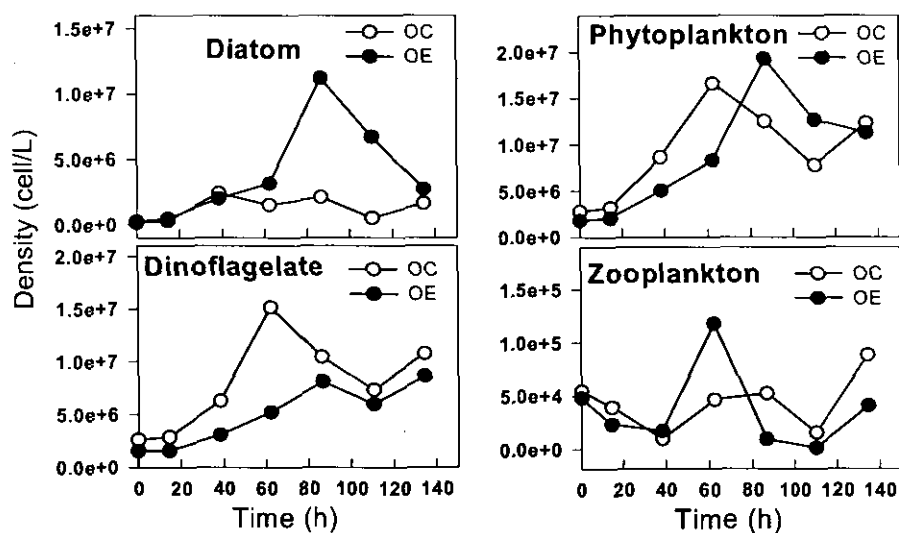 Density (cell/L)
Diatom
OC
OE
1.5e+7
1.0e+7
5.0e+6
0.0e+0
Phytoplankton
OC
OE
2.0e+7
1.5e+7
1.0e+7
5.0e+6
0.0e+0
Dinoflagelate
OC
OE
2.0e+7
1.5e+7
1.0e+7
5.0e+6
0.0e+0
0 20 40 60 80 100 120 140
Time (h)
Zooplankton
OC
OE
1.5e+5
1.0e+5
5.0e+4
0.0e+0
0 20 40 60 80 100 120 140
Time (h)